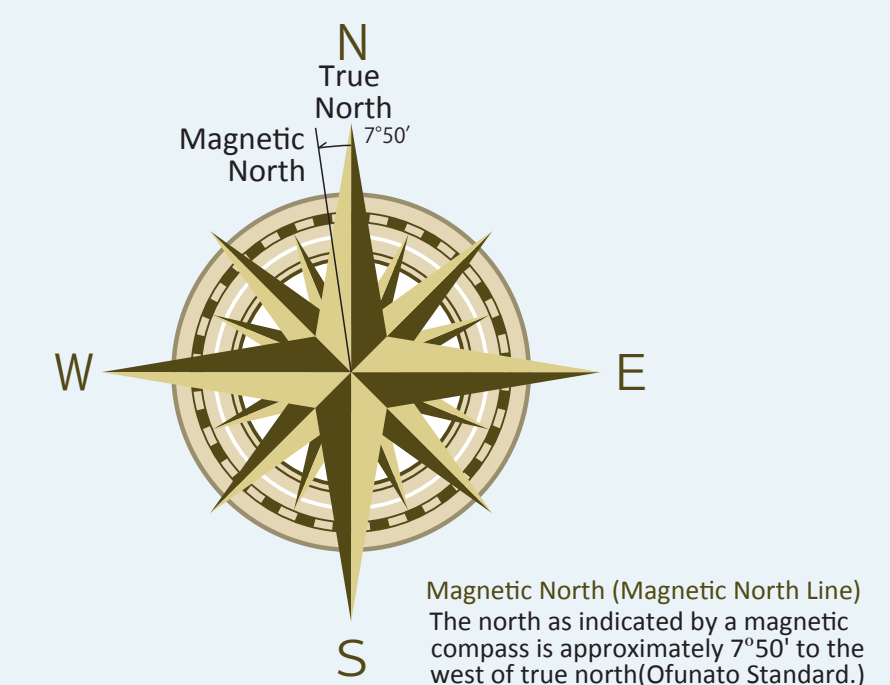 N
True
North
7°50′
Magnetic
North
W
E
S
Magnetic North (Magnetic North Line)
The north as indicated by a magnetic
compass is approximately 7º50' to the
west of true north(Ofunato Standard.)